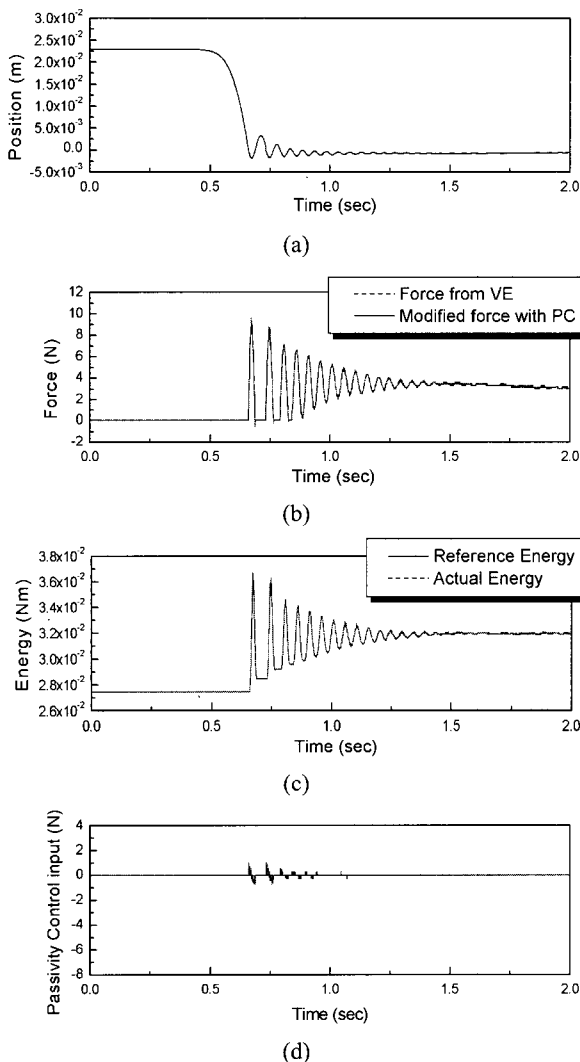 3.0x10⁻²
2.5x10⁻²
2.0x10⁻²
1.5x10⁻²
1.0x10⁻²
5.0x10⁻³
0.0
-5.0x10⁻³
Position (m)
0.0 0.5 1.0 1.5 2.0
Time (sec)
(a)
12
10
8
6
4
2
0
-2
Force (N)
Force from VE
Modified force with PC
0.0 0.5 1.0 1.5 2.0
Time (sec)
(b)
3.8x10⁻²
3.6x10⁻²
3.4x10⁻²
3.2x10⁻²
3.0x10⁻²
2.8x10⁻²
2.6x10⁻²
Energy (Nm)
Reference Energy
Actual Energy
0.0 0.5 1.0 1.5 2.0
Time (sec)
(c)
4
2
0
-2
-4
-6
-8
Passivity Control input (N)
0.0 0.5 1.0 1.5 2.0
Time (sec)
(d)